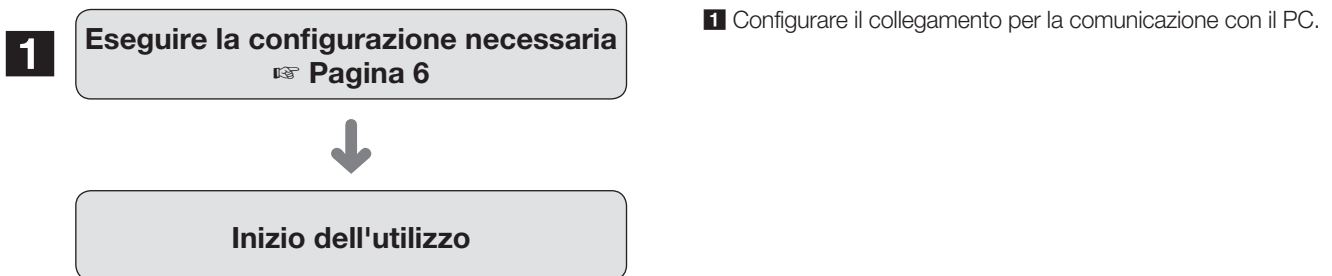 1
Eseguire la configurazione necessaria
☞ Pagina 6
Inizio dell'utilizzo
1 Configurare il collegamento per la comunicazione con il PC.